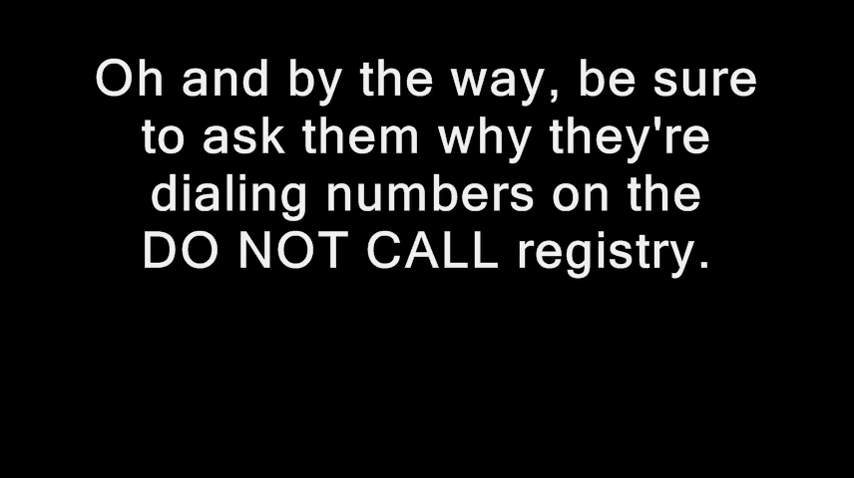 Oh and by the way, be sure
to ask them why they're
dialing numbers on the
DO NOT CALL registry.